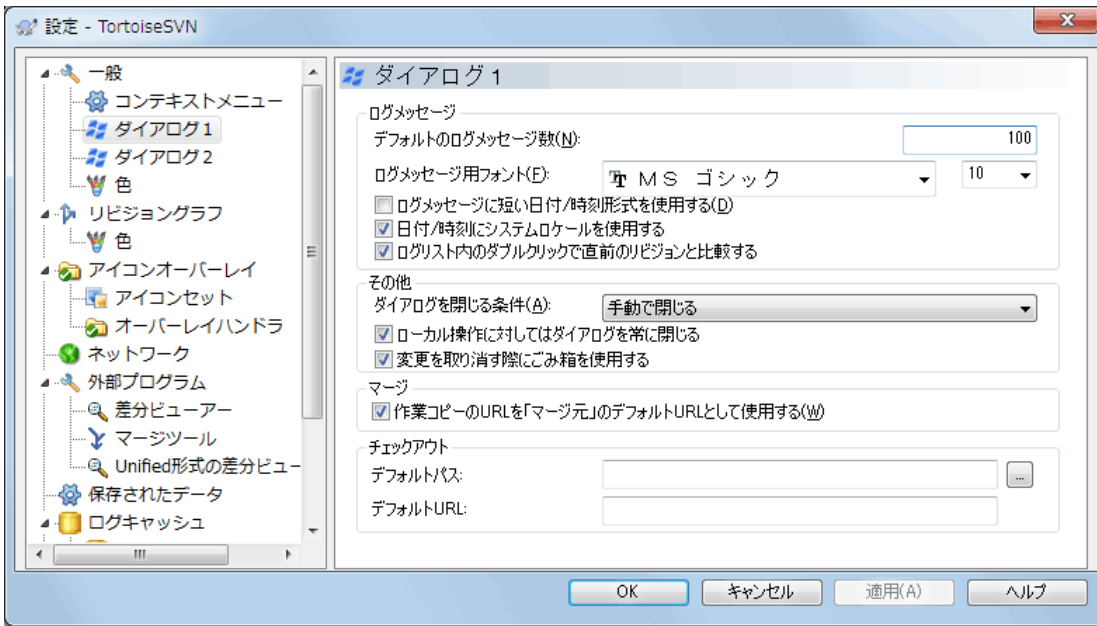 設定 - TortoiseSVN
一般
コンテキストメニュー
ダイアログ1
ダイアログ2
色
リビジョングラフ
色
アイコンオーバーレイ
アイコンセット
オーバーレイハンドラ
ネットワーク
外部プログラム
差分ビューアー
マージツール
Unified形式の差分ビュー
保存されたデータ
ログキャッシュ
ダイアログ1
ログメッセージ
デフォルトのログメッセージ数(N): 100
ログメッセージ用フォント(F): MS ゴシック 10
ログメッセージに短い日付/時刻形式を使用する(D)
日付/時刻にシステムロケールを使用する
ログリスト内のダブルクリックで直前のリビジョンと比較する
その他
ダイアログを閉じる条件(A): 手動で閉じる
ローカル操作に対してはダイアログを常に閉じる
変更を取り消す際にごみ箱を使用する
マージ
作業コピーのURLを「マージ元」のデフォルトURLとして使用する(W)
チェックアウト
デフォルトパス: ...
デフォルトURL:
OK キャンセル 適用(A) ヘルプ